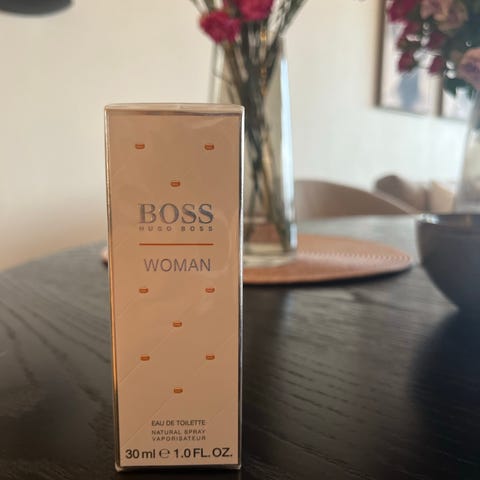 BOSS
HUGO BOSS
WOMAN
EAU DE TOILETTE
NATURAL SPRAY
VAPORISATEUR
30 ml ℮ 1.0 FL. OZ.